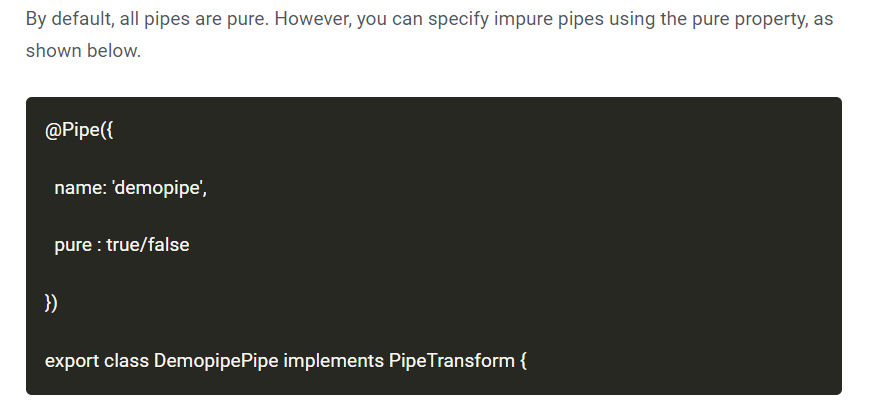 By default, all pipes are pure. However, you can specify impure pipes using the pure property, as
shown below.
@Pipe({
name: 'demopipe',
pure : true/false
})
export class DemopipePipe implements PipeTransform {